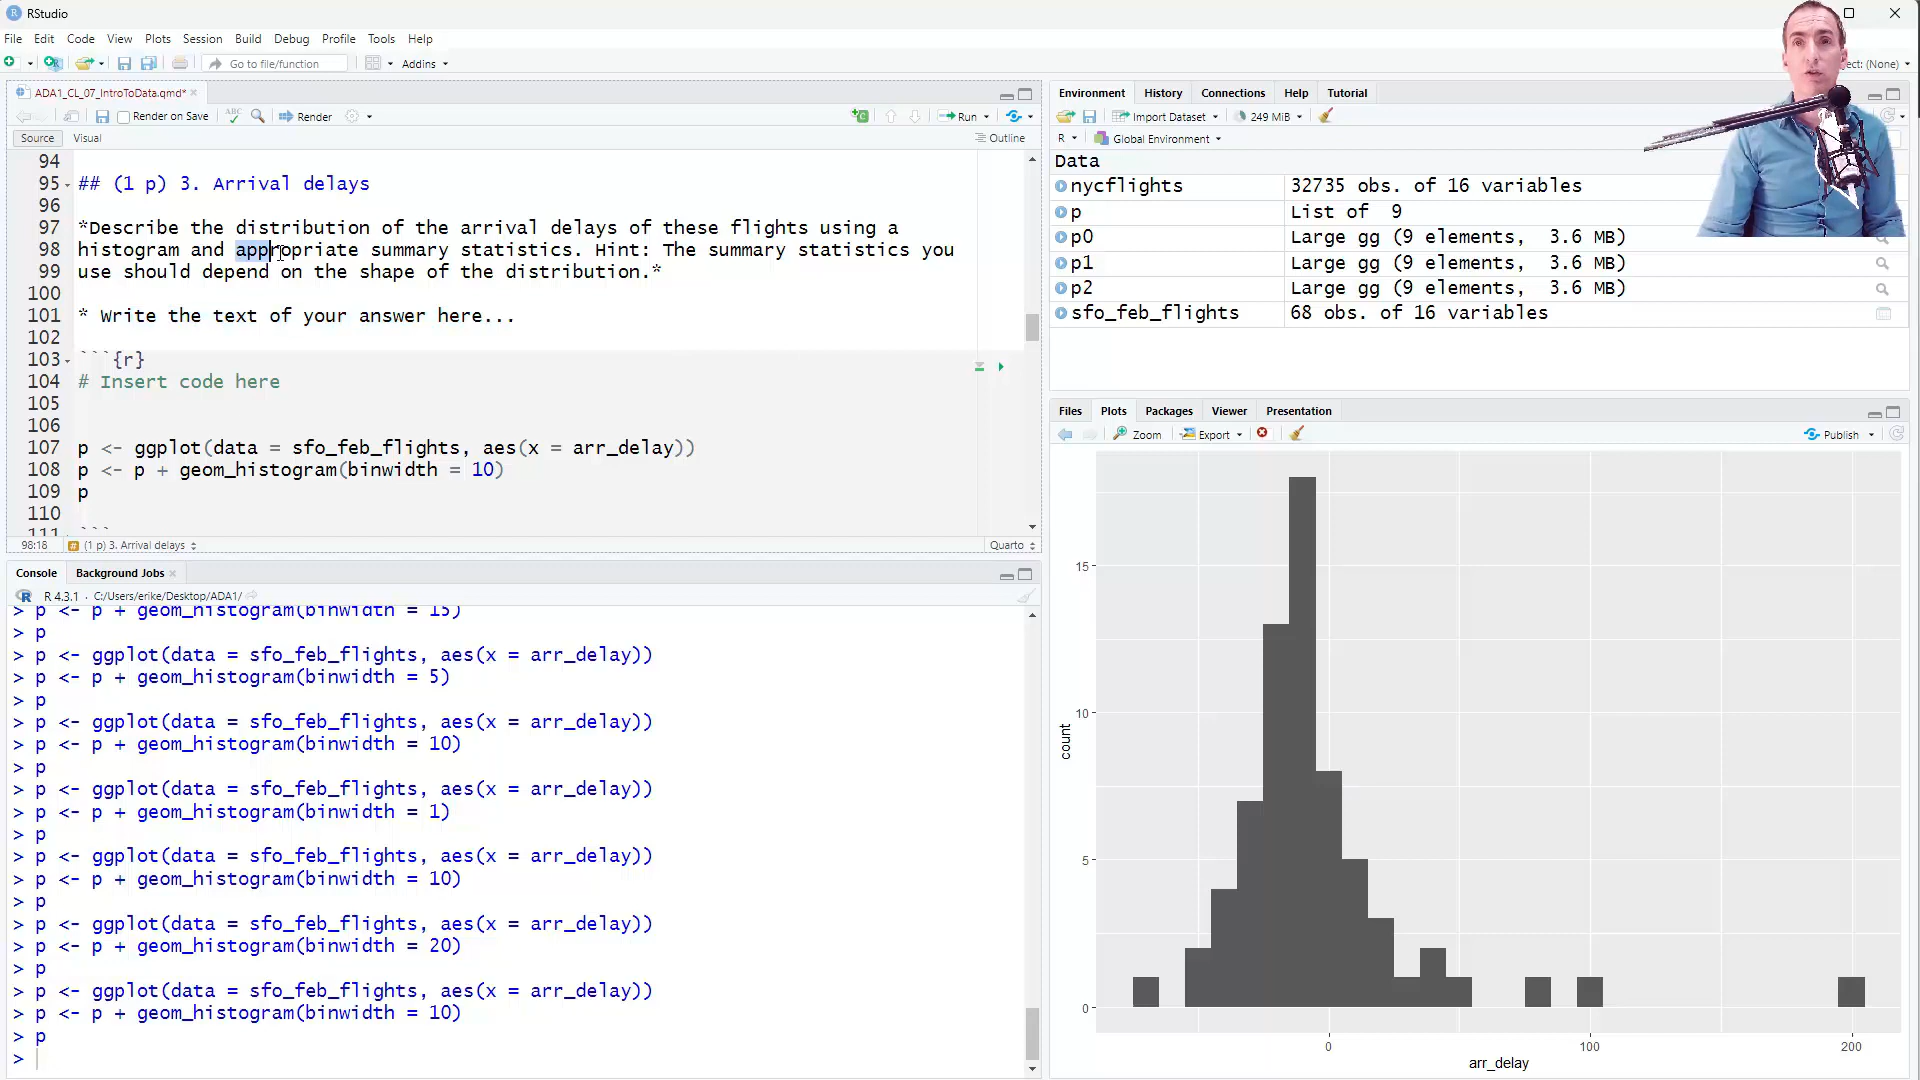 RStudio
File Edit Code View Plots Session Build Debug Profile Tools Help
Go to file/function Addins
ect: (None)
ADA1_CL_07_IntroToData.qmd*
Render on Save Render Run
Source Visual Outline
94
95 ## (1 p) 3. Arrival delays
96
97 *Describe the distribution of the arrival delays of these flights using a
98 histogram and appropriate summary statistics. Hint: The summary statistics you
99 use should depend on the shape of the distribution.*
100
101 * Write the text of your answer here...
102
103 ```{r}
104 # Insert code here
105
106
107 p <- ggplot(data = sfo_feb_flights, aes(x = arr_delay))
108 p <- p + geom_histogram(binwidth = 10)
109 p
110
111 ```
98:18 (1 p) 3. Arrival delays Quarto
Console Background Jobs
R 4.3.1 · C:/Users/erike/Desktop/ADA1/
> p <- p + geom_histogram(binwidth = 15)
> p
> p <- ggplot(data = sfo_feb_flights, aes(x = arr_delay))
> p <- p + geom_histogram(binwidth = 5)
> p
> p <- ggplot(data = sfo_feb_flights, aes(x = arr_delay))
> p <- p + geom_histogram(binwidth = 10)
> p
> p <- ggplot(data = sfo_feb_flights, aes(x = arr_delay))
> p <- p + geom_histogram(binwidth = 1)
> p
> p <- ggplot(data = sfo_feb_flights, aes(x = arr_delay))
> p <- p + geom_histogram(binwidth = 10)
> p
> p <- ggplot(data = sfo_feb_flights, aes(x = arr_delay))
> p <- p + geom_histogram(binwidth = 20)
> p
> p <- ggplot(data = sfo_feb_flights, aes(x = arr_delay))
> p <- p + geom_histogram(binwidth = 10)
> p
>
Environment History Connections Help Tutorial
Import Dataset 249 MiB
R Global Environment
Data
nycflights 32735 obs. of 16 variables
p List of 9
p0 Large gg (9 elements, 3.6 MB)
p1 Large gg (9 elements, 3.6 MB)
p2 Large gg (9 elements, 3.6 MB)
sfo_feb_flights 68 obs. of 16 variables
Files Plots Packages Viewer Presentation
Zoom Export Publish
15
10
5
0
count
0 100 200
arr_delay